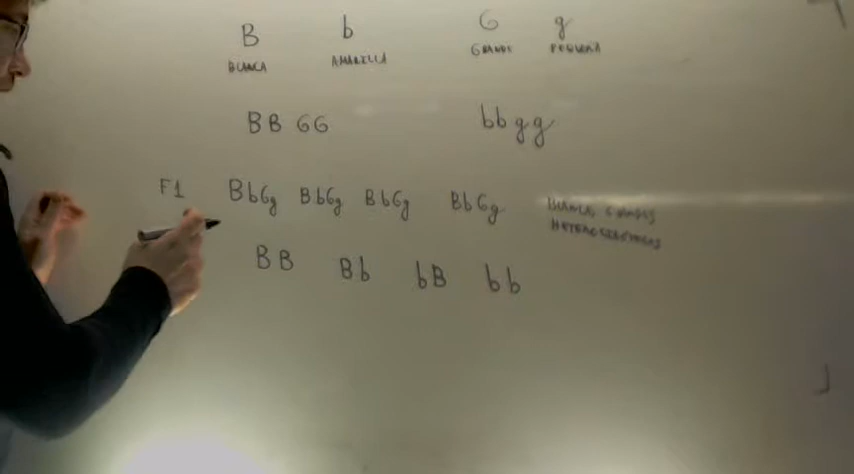 B b G g
BLANCA AMARILLA GRANDE PEQUEÑA
BB GG bbgg
F1 BbGg BbGg BbGg BbGg BLANCAS GRANDES
HETEROCIGÓTICAS
BB Bb bB bb